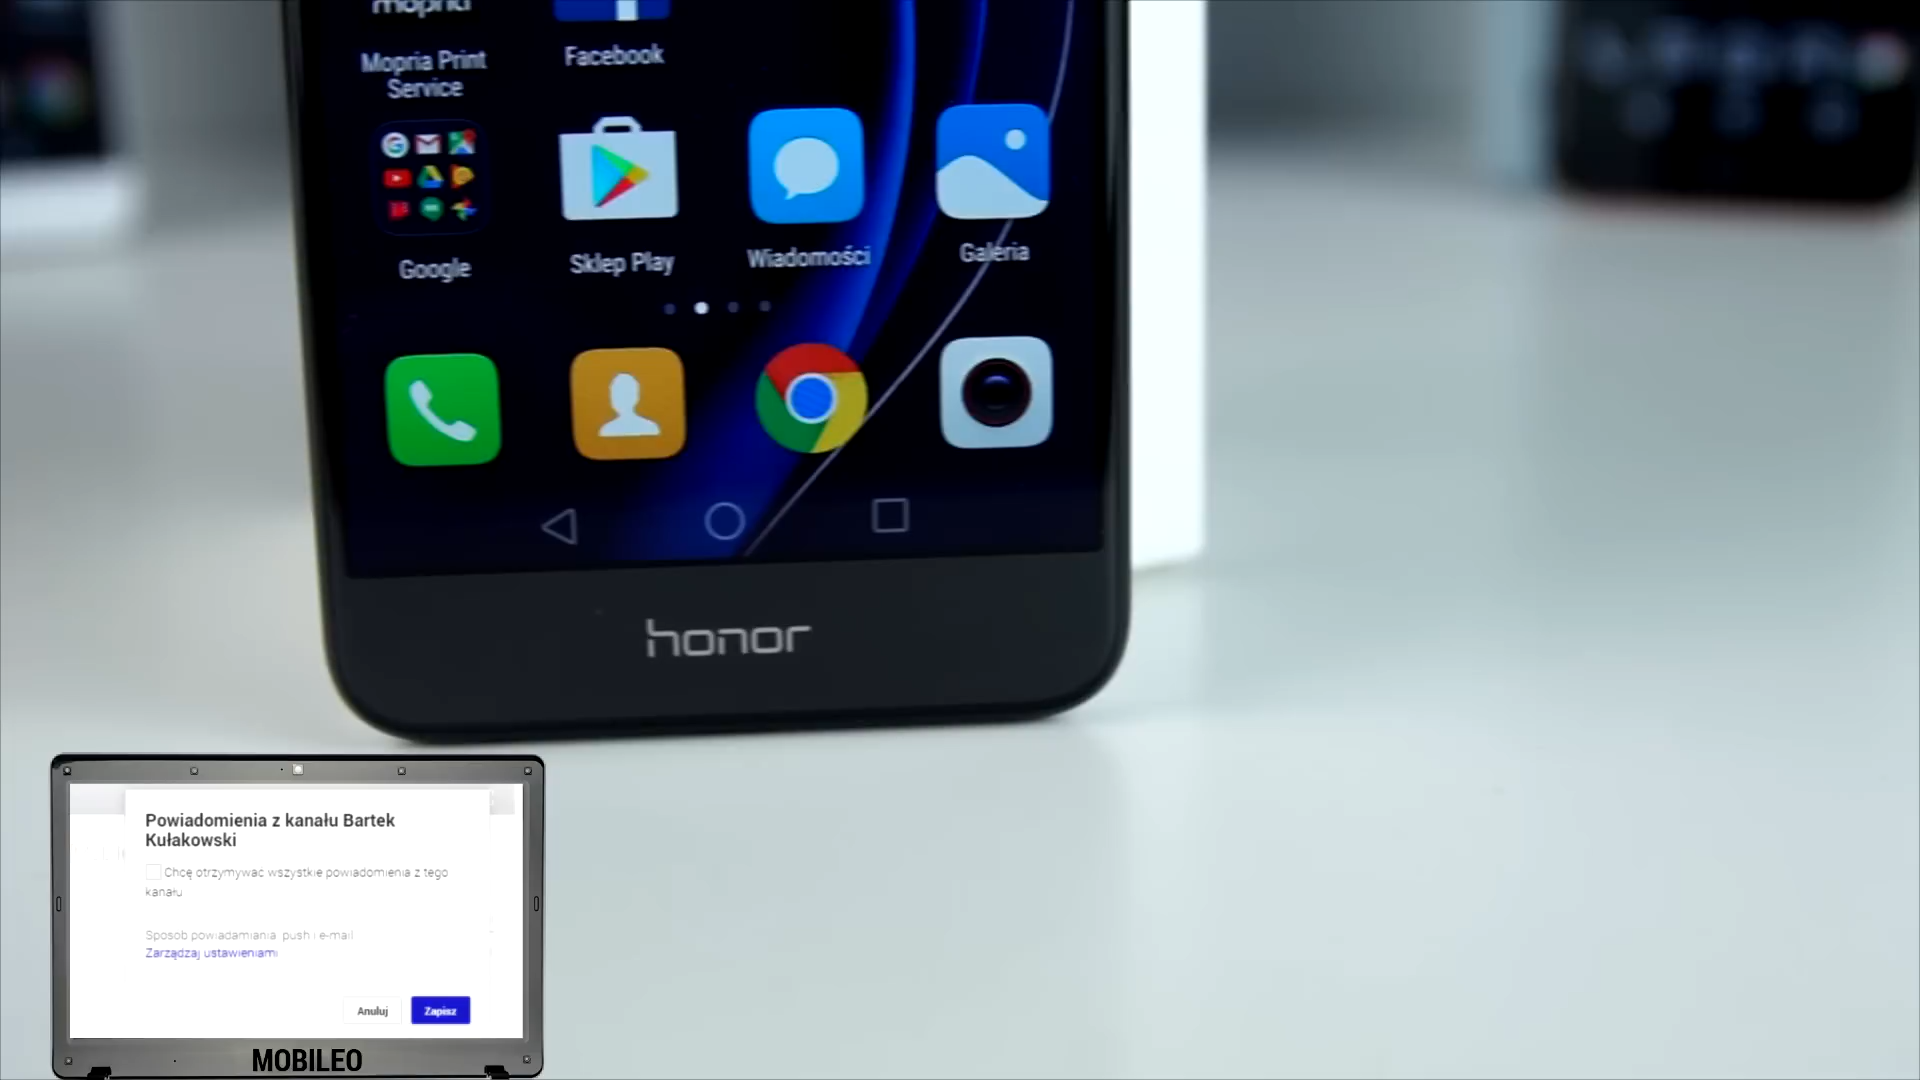 mopria
Mopria Print
Service
Facebook
Google
Sklep Play
Wiadomości
Galeria
honor
Powiadomienia z kanału Bartek
Kułakowski
Chcę otrzymywać wszystkie powiadomienia z tego
kanału
Sposób powiadamiania: push i e-mail
Zarządzaj ustawieniami
Anuluj
Zapisz
MOBILEO